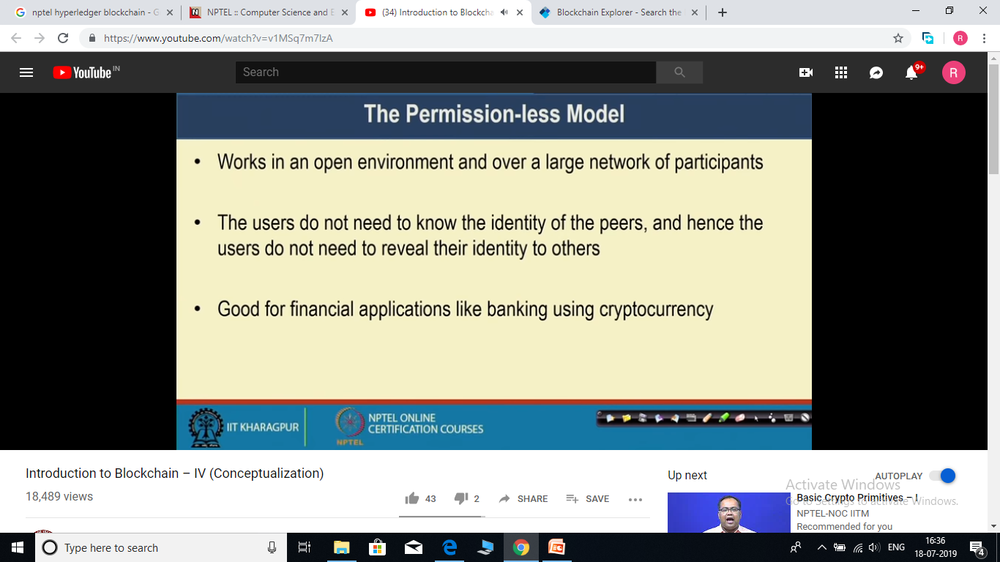 nptel hyperledger blockchain - G
NPTEL :: Computer Science and E
(34) Introduction to Blockcha
Blockchain Explorer - Search the
https://www.youtube.com/watch?v=v1MSq7m7lzA
R
YouTube IN
Search
9+
R
The Permission-less Model
• Works in an open environment and over a large network of participants
• The users do not need to know the identity of the peers, and hence the
users do not need to reveal their identity to others
• Good for financial applications like banking using cryptocurrency
IIT KHARAGPUR
NPTEL
NPTEL ONLINE
CERTIFICATION COURSES
Introduction to Blockchain – IV (Conceptualization)
18,489 views
43
2
SHARE
SAVE
Up next
AUTOPLAY
Activate Windows
Go to Settings to activate Windows.
Basic Crypto Primitives – I
NPTEL-NOC IITM
Recommended for you
Type here to search
ENG
16:36
18-07-2019
4